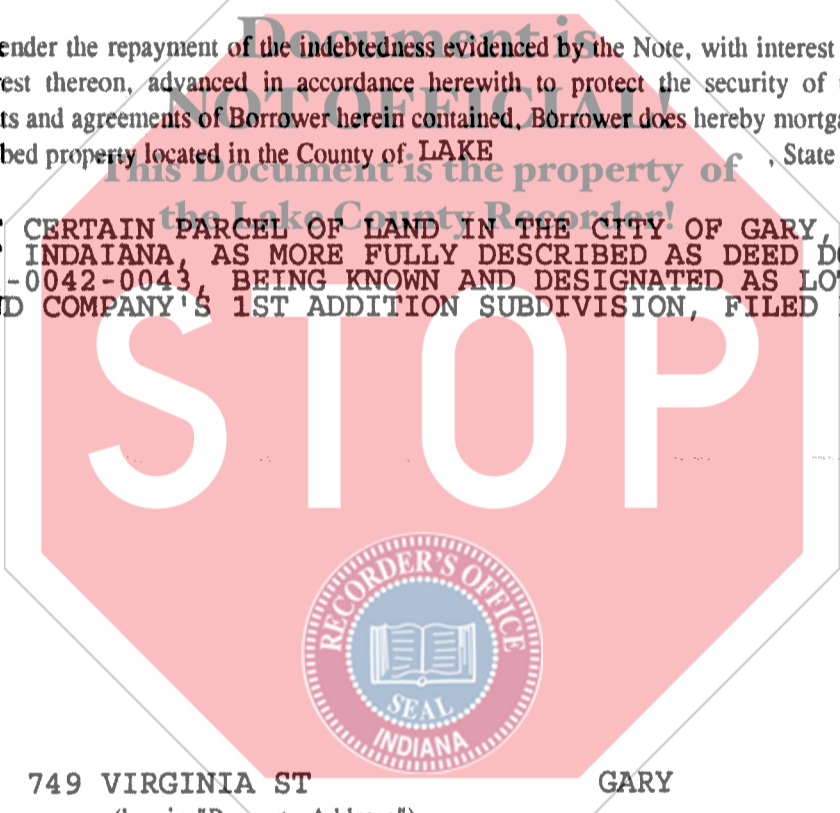 Document is
ender the repayment of the indebtedness evidenced by the Note, with interest
est thereon, advanced in accordance herewith to protect the security of
NOT OFFICIAL!
ts and agreements of Borrower herein contained, Borrower does hereby mortga
bed property located in the County of LAKE , State
This Document is the property of
the Lake County Recorder!
CERTAIN PARCEL OF LAND IN THE CITY OF GARY,
INDAIANA, AS MORE FULLY DESCRIBED AS DEED DO
-0042-0043, BEING KNOWN AND DESIGNATED AS LOT
D COMPANY'S 1ST ADDITION SUBDIVISION, FILED
STOP
RECORDER'S OFFICE
SEAL
INDIANA
749 VIRGINIA ST GARY